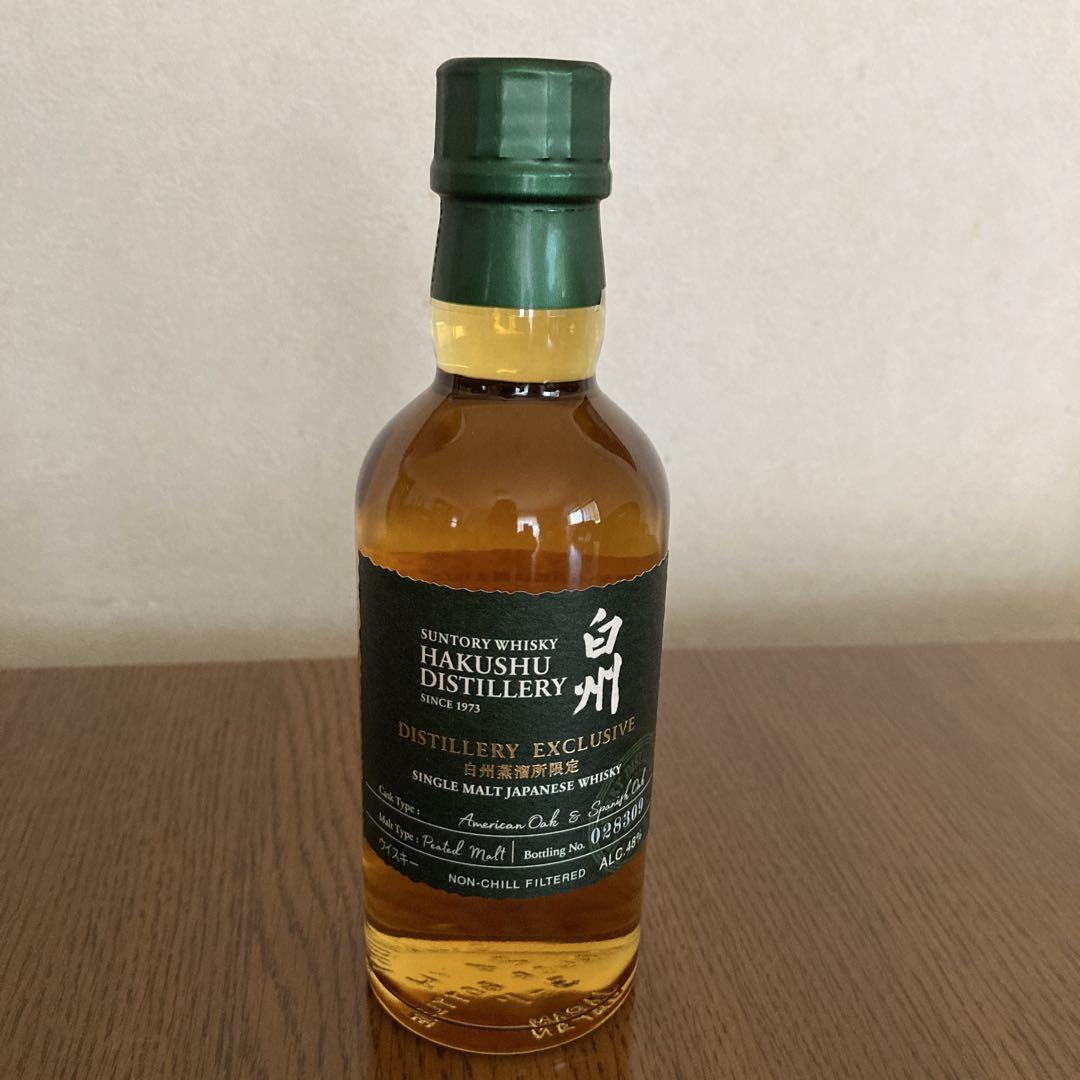 SUNTORY WHISKY
HAKUSHU
DISTILLERY
SINCE 1973
白州
DISTILLERY EXCLUSIVE
白州蒸溜所限定
SINGLE MALT JAPANESE WHISKY
Cask Type : American Oak & Spanish Oak
Malt Type : Peated Malt | Bottling No. 028309
ウイスキー
ALC.48%
NON-CHILL FILTERED